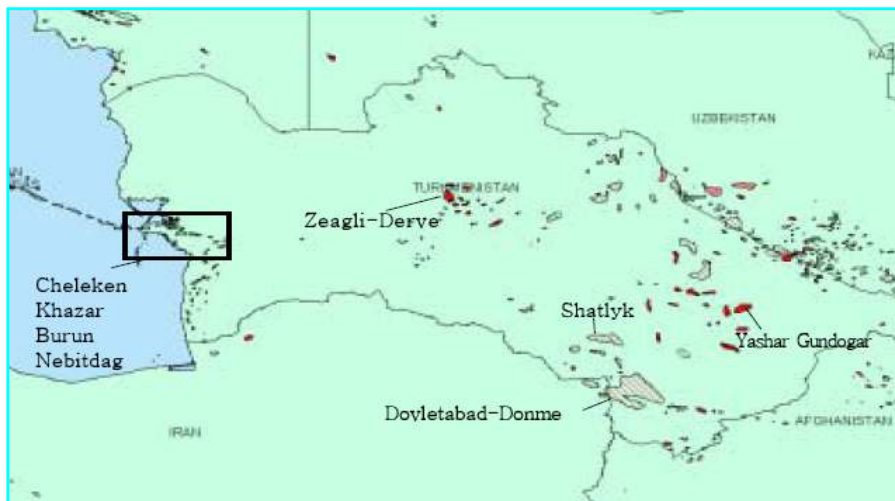 UZBEKISTAN
TURKMENISTAN
Zeagli-Derve
Cheleken
Khazar
Burun
Nebitdag
Shatlyk
Yashar Gundogar
Dovletabad-Donme
AFGHANISTAN
IRAN